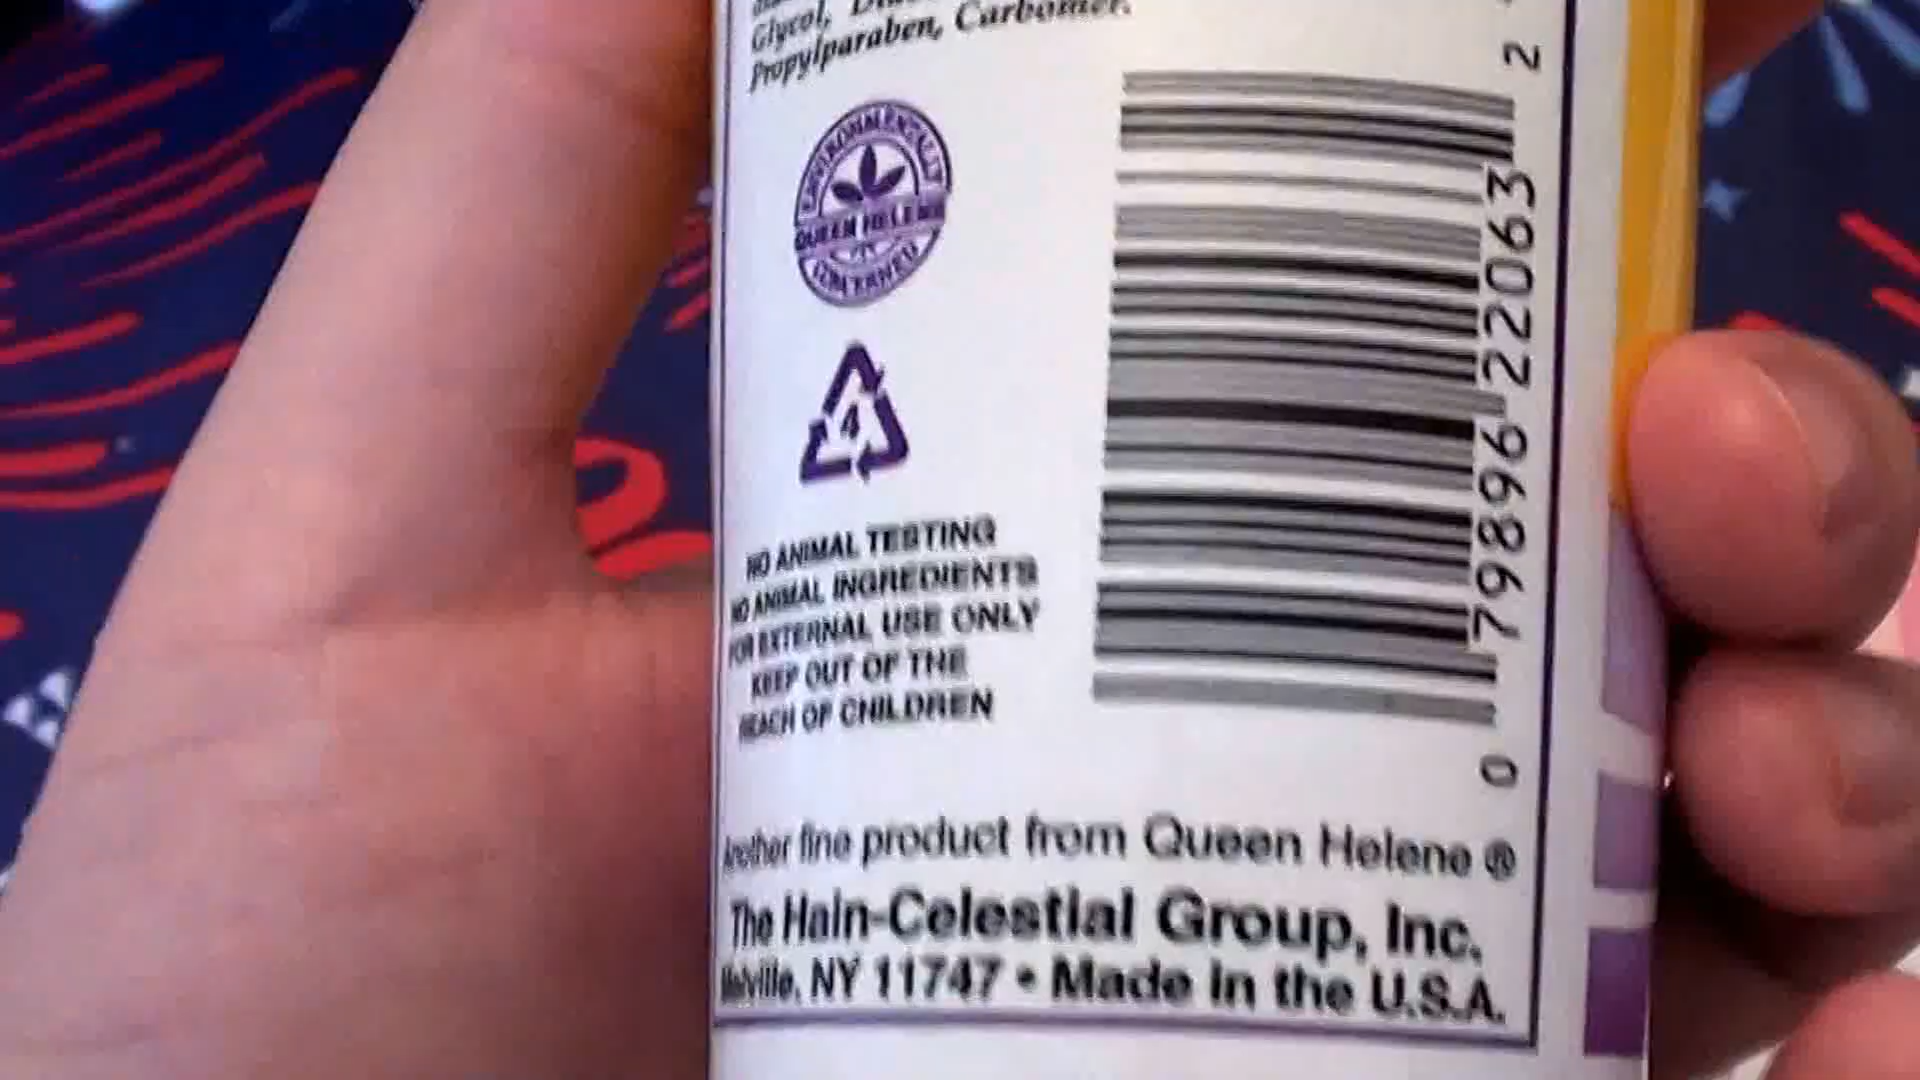 Glycol,
Propylparaben, Carbomer.
ENVIRONMENTALLY
QUEEN HELENE
CONCERNED
4
NO ANIMAL TESTING
NO ANIMAL INGREDIENTS
FOR EXTERNAL USE ONLY
KEEP OUT OF THE
REACH OF CHILDREN
0 79896 22063 2
Another fine product from Queen Helene ®
The Hain-Celestial Group, Inc.
Melville, NY 11747 • Made in the U.S.A.